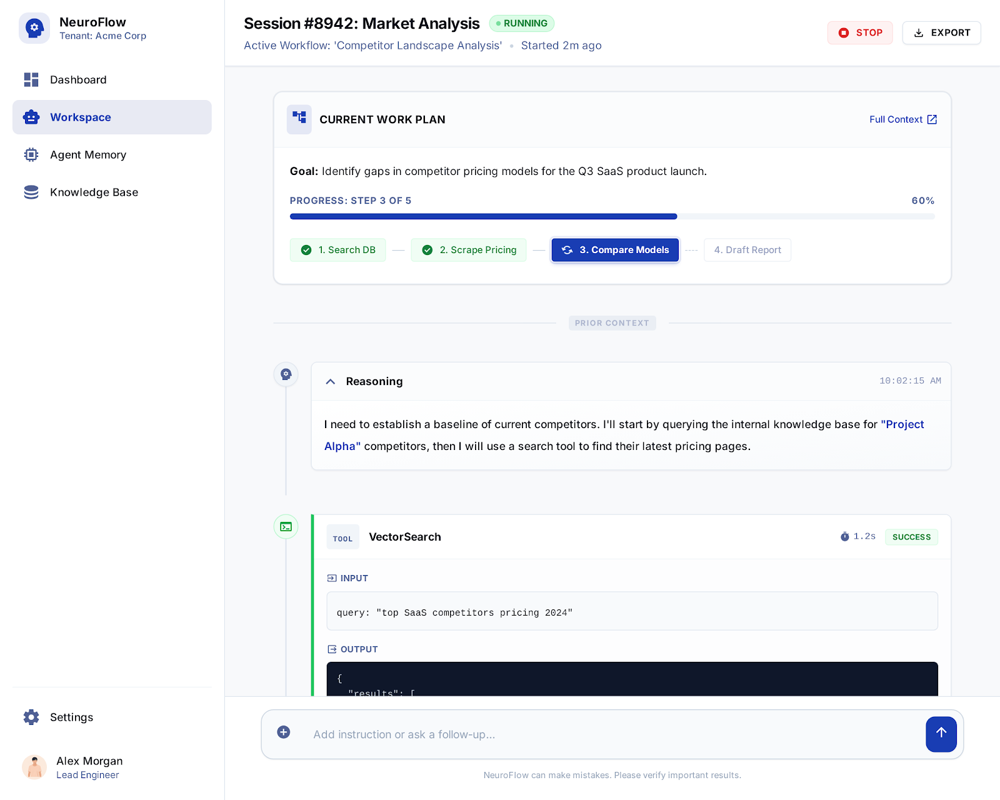 NeuroFlow
Tenant: Acme Corp
Dashboard
Workspace
Agent Memory
Knowledge Base
Settings
Alex Morgan
Lead Engineer
Session #8942: Market Analysis
RUNNING
Active Workflow: 'Competitor Landscape Analysis' • Started 2m ago
STOP
EXPORT
CURRENT WORK PLAN
Full Context
Goal: Identify gaps in competitor pricing models for the Q3 SaaS product launch.
PROGRESS: STEP 3 OF 5
60%
1. Search DB
2. Scrape Pricing
3. Compare Models
4. Draft Report
PRIOR CONTEXT
Reasoning
10:02:15 AM
I need to establish a baseline of current competitors. I'll start by querying the internal knowledge base for "Project
Alpha" competitors, then I will use a search tool to find their latest pricing pages.
TOOL
VectorSearch
1.2s
SUCCESS
INPUT
query: "top SaaS competitors pricing 2024"
OUTPUT
{
"results": [
Add instruction or ask a follow-up...
NeuroFlow can make mistakes. Please verify important results.